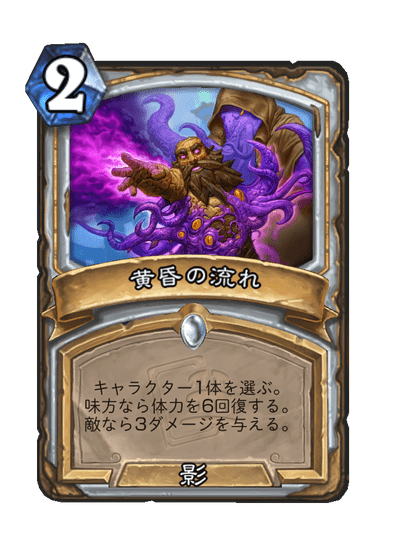 2
黄昏の流れ
キャラクター1体を選ぶ。
味方なら体力を6回復する。
敵なら3ダメージを与える。
影